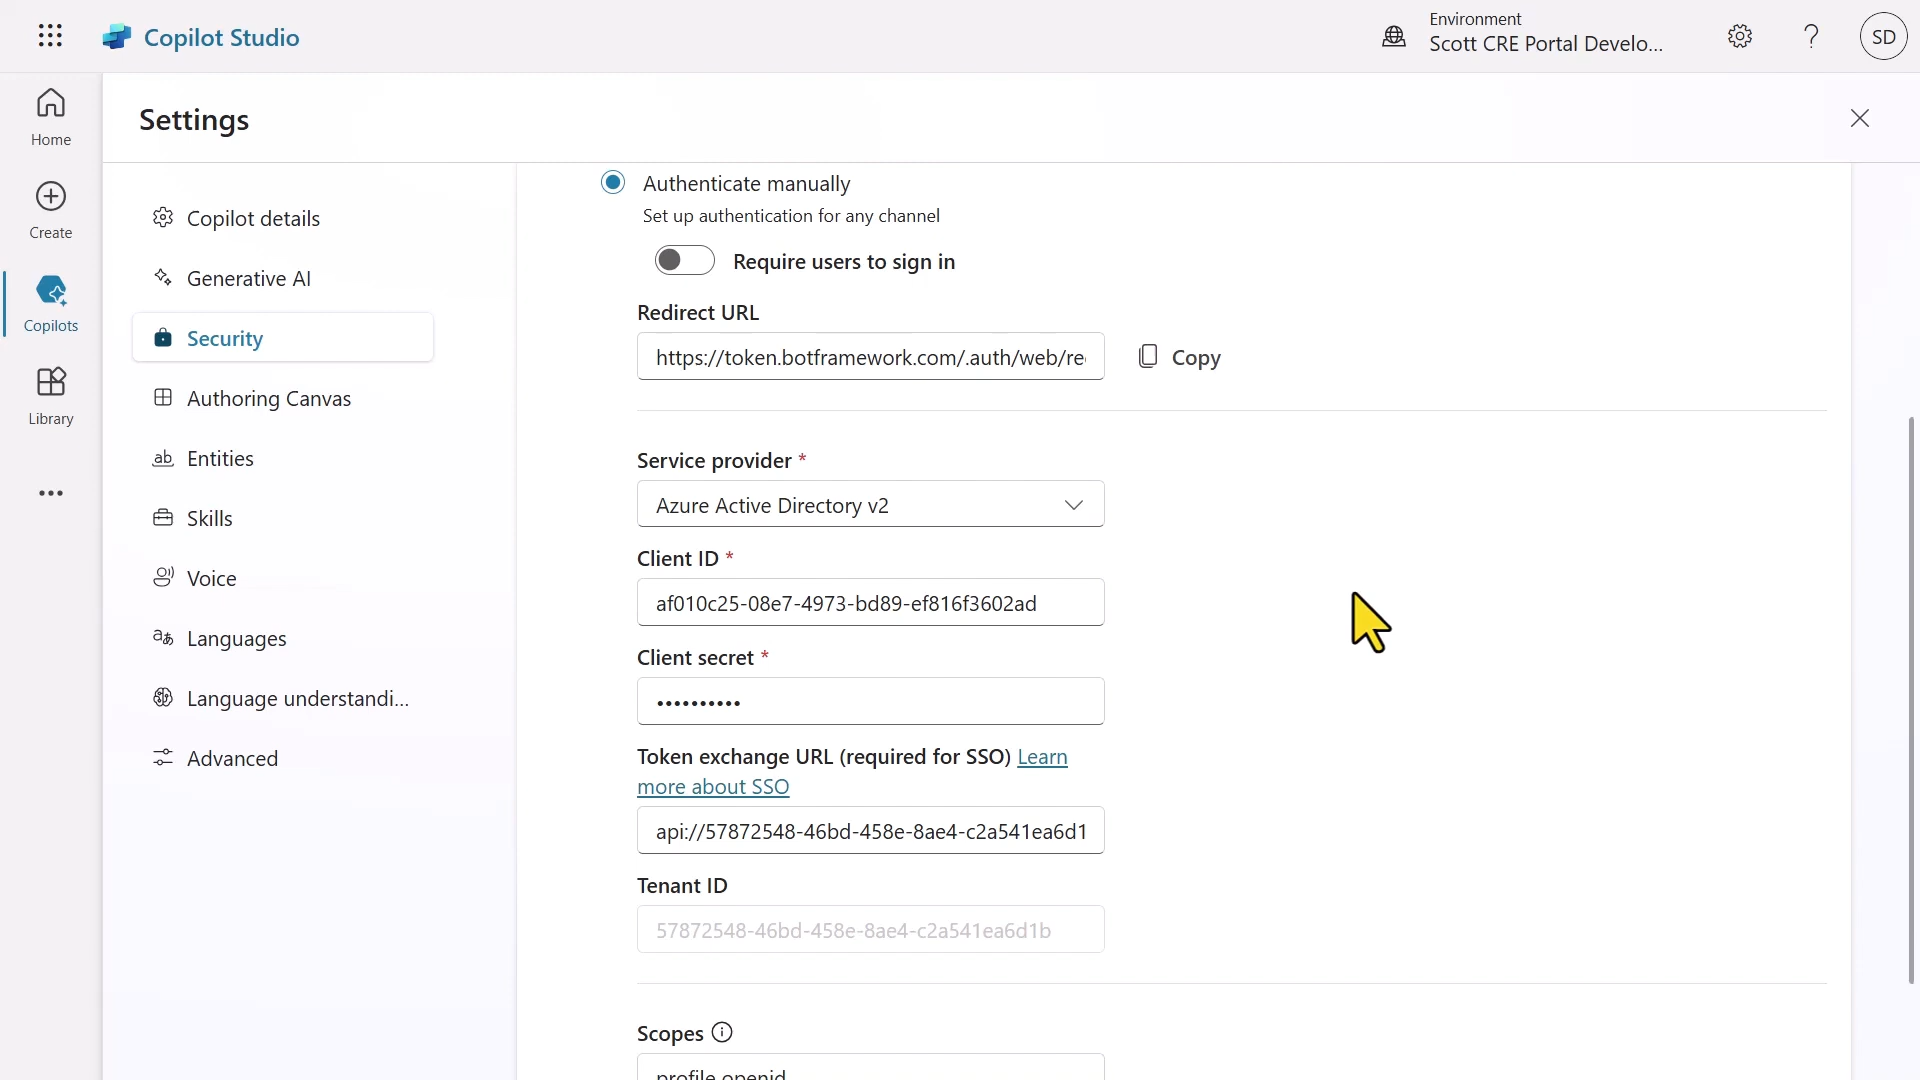 Copilot Studio
Environment
Scott CRE Portal Develo...
SD
Home
Create
Copilots
Library
Settings
Copilot details
Generative AI
Security
Authoring Canvas
Entities
Skills
Voice
Languages
Language understandi...
Advanced
Authenticate manually
Set up authentication for any channel
Require users to sign in
Redirect URL
https://token.botframework.com/.auth/web/re
Copy
Service provider *
Azure Active Directory v2
Client ID *
af010c25-08e7-4973-bd89-ef816f3602ad
Client secret *
••••••••••
Token exchange URL (required for SSO) Learn
more about SSO
api://57872548-46bd-458e-8ae4-c2a541ea6d1
Tenant ID
57872548-46bd-458e-8ae4-c2a541ea6d1b
Scopes
profile openid